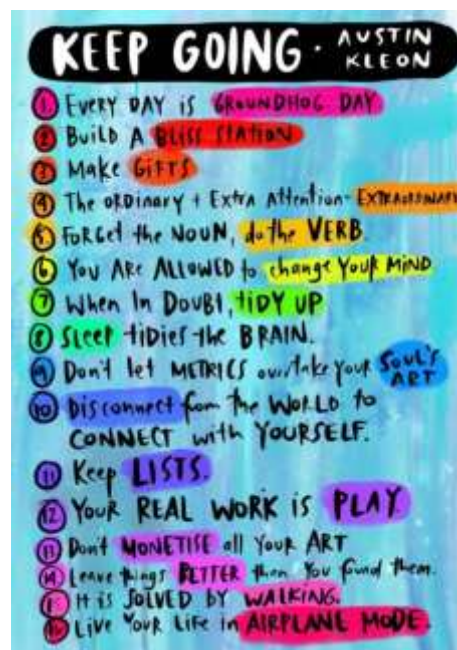 KEEP GOING · AUSTIN KLEON
1 EVERY DAY is GROUNDHOG DAY
2 BUILD A BLISS STATION
3 Make GIFTS
4 The ORDinary + Extra Attention = EXTRAORDINARY
5 FORGet the NOUN, do the VERB.
6 YOU ARE ALLOWED to change YOUR MIND
7 When In DOUBT, tiDY UP
8 SLEEP tidies the BRAIN.
9 Don't let METRICS overtake your SOUL'S ART
10 Disconnect from the WORLD to
CONNECT with YOURSELF.
11 Keep LISTS.
12 YOUR REAL WORK is PLAY.
13 Don't MONETISE all YOUR ART
14 Leave things BETTER then You found them.
15 IT IS SOLVED BY WALKING.
16 LIVE YOUR LIFE in AIRPLANE MODE.